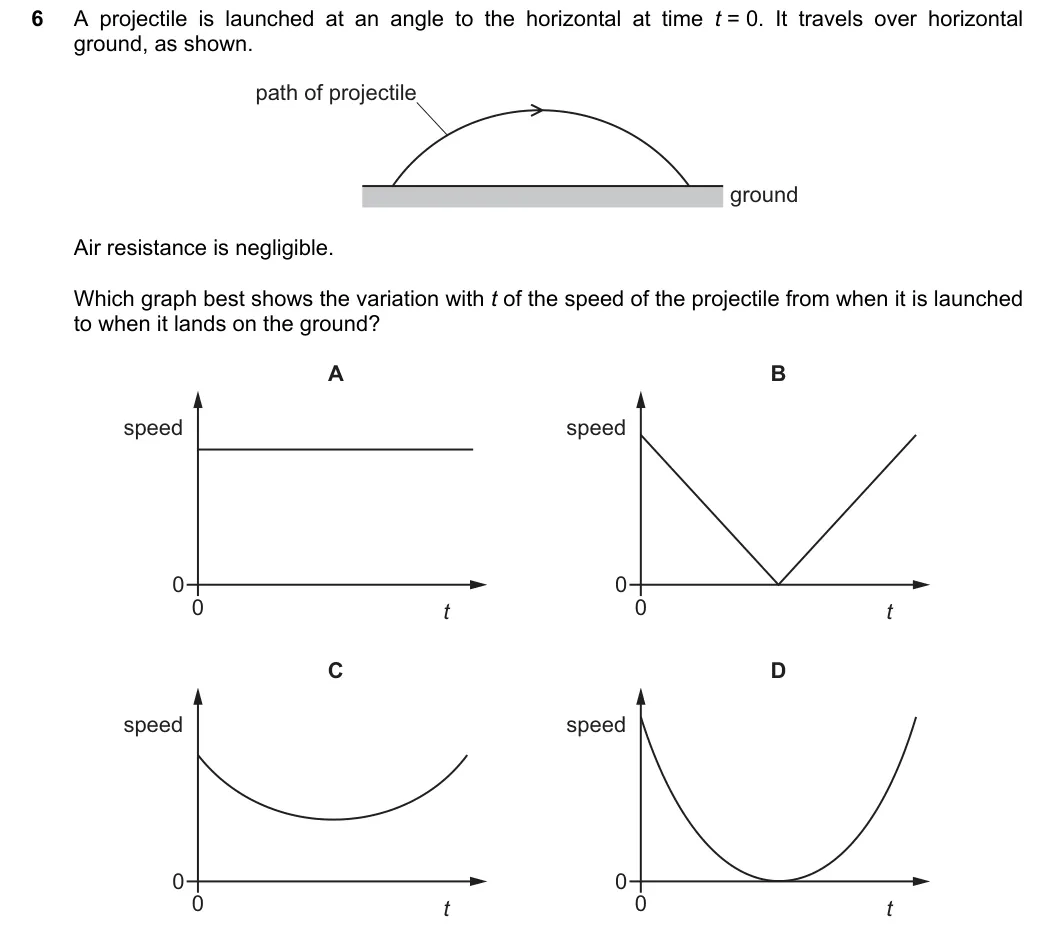 6 A projectile is launched at an angle to the horizontal at time t = 0. It travels over horizontal
ground, as shown.
path of projectile
ground
Air resistance is negligible.
Which graph best shows the variation with t of the speed of the projectile from when it is launched
to when it lands on the ground?
A
speed
0
0
t
B
speed
0
0
t
C
speed
0
0
t
D
speed
0
0
t